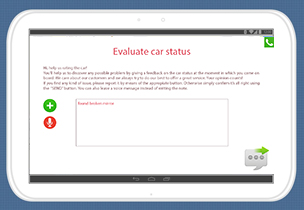 Evaluate car status
Hi, help us rating the car!
You'll help us to discover any possible problem by giving a feedback on the car status at the moment in which you came on
board. We care about our customers and we always try to do our best to offer a great service. Your opinion counts!
If you find any kind of issue, please report it by means of the appropriate button. Otherwise simply confirm it's all right using
the "SEND" button. You can also leave a voice message instead of writing the note.
Found broken mirror